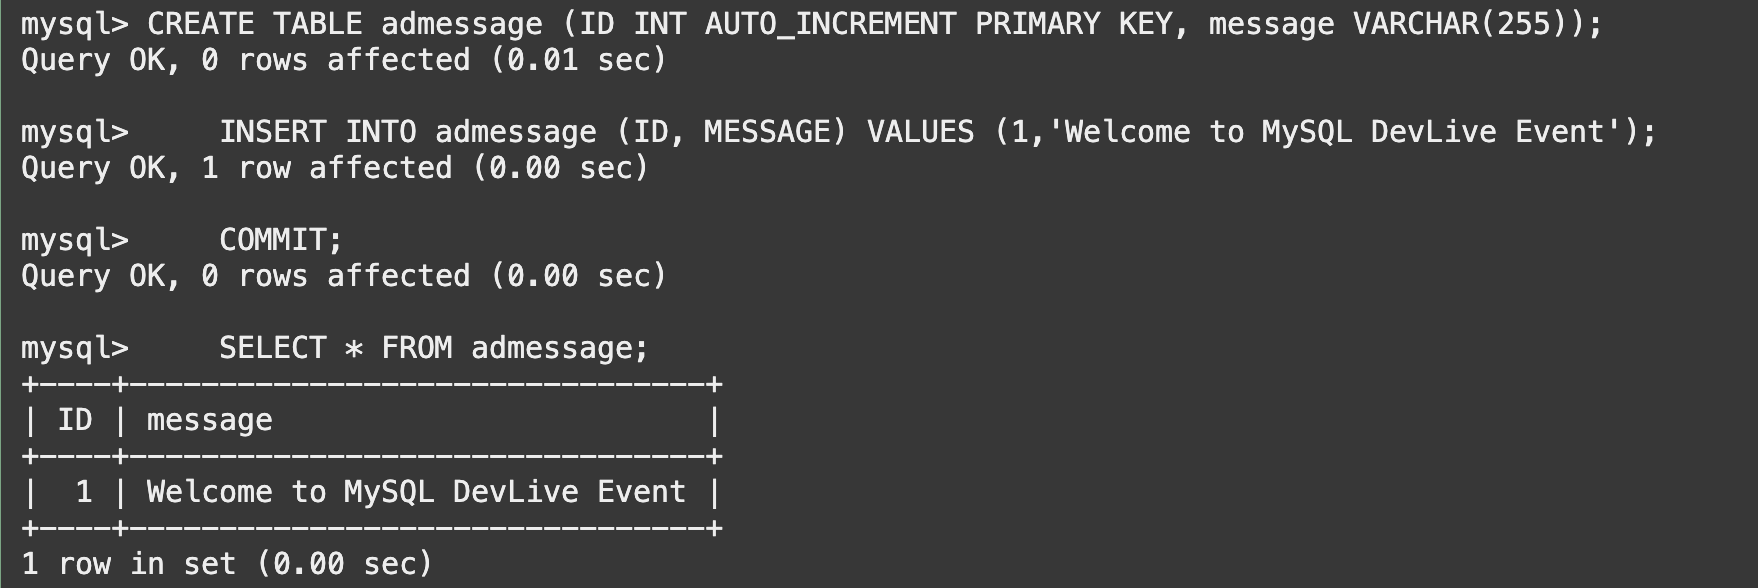 mysql> CREATE TABLE admessage (ID INT AUTO_INCREMENT PRIMARY KEY, message VARCHAR(255));
Query OK, 0 rows affected (0.01 sec)

mysql>     INSERT INTO admessage (ID, MESSAGE) VALUES (1,'Welcome to MySQL DevLive Event');
Query OK, 1 row affected (0.00 sec)

mysql>     COMMIT;
Query OK, 0 rows affected (0.00 sec)

mysql>     SELECT * FROM admessage;
+----+--------------------------------+
| ID | message                        |
+----+--------------------------------+
|  1 | Welcome to MySQL DevLive Event |
+----+--------------------------------+
1 row in set (0.00 sec)